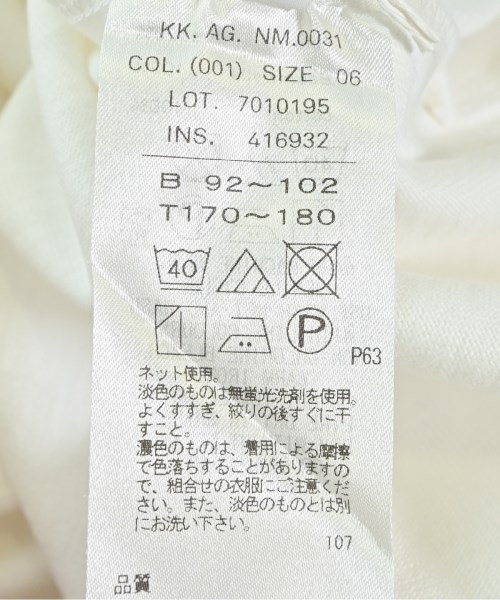 KK. AG. NM.0031
COL. (001) SIZE 06
LOT. 7010195
INS. 416932
B 92～102
T170～180
40
P
P63
ネット使用。
淡色のものは無蛍光洗剤を使用。
よくすすぎ、絞りの後すぐに干
すこと。
濃色のものは、着用による摩擦
で色落ちすることがありますの
で、組合せの衣服にご注意くだ
さい。また、淡色のものとは別
にお洗い下さい。
107
品質